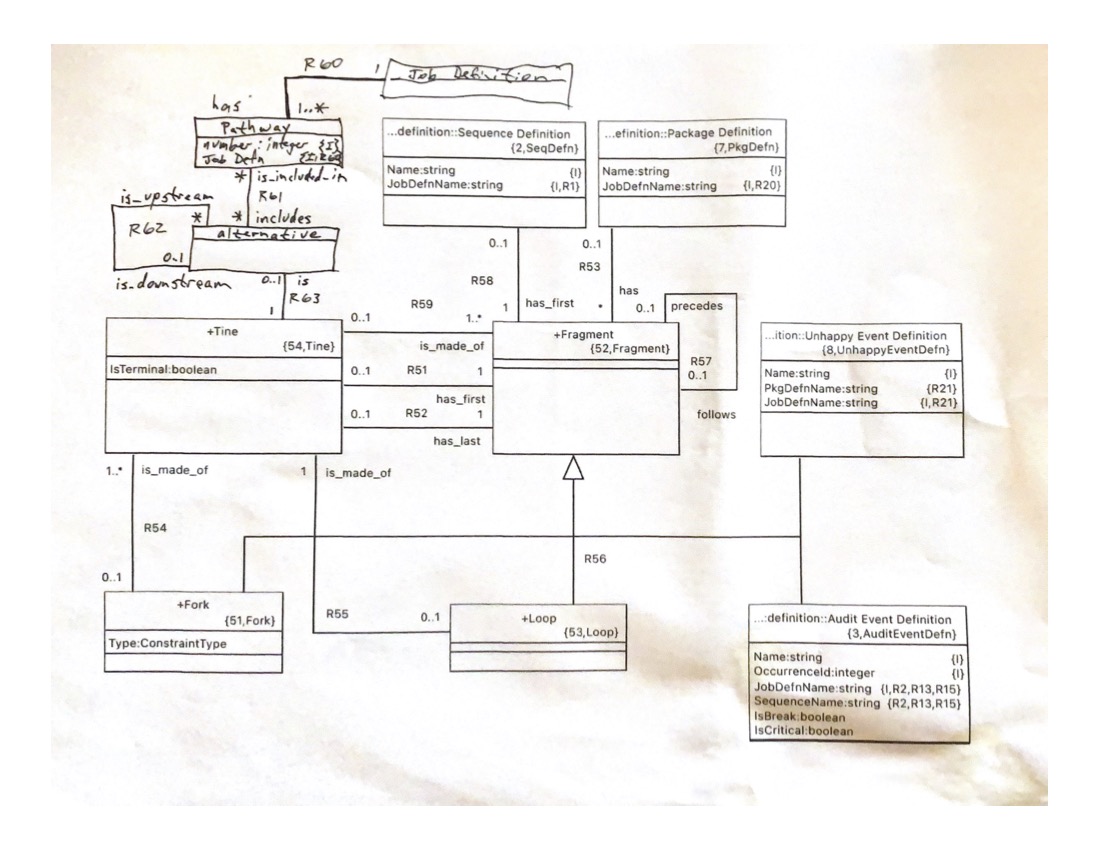 R60
1
Job Definition
has
1..*
Pathway
number : integer {I}
Job Defn {I,R60}
* is_included_in
R61
is_upstream
* * includes
R62
alternative
0..1
is_downstream
0..1 is
R63
1
...definition::Sequence Definition
{2,SeqDefn}
Name:string {I}
JobDefnName:string {I,R1}
...efinition::Package Definition
{7,PkgDefn}
Name:string {I}
JobDefnName:string {I,R20}
0..1
R58
1 has_first
0..1
R53
has
*
0..1 precedes
R57
0..1
follows
+Tine
{54,Tine}
IsTerminal:boolean
0..1 R59 1..*
is_made_of
0..1 R51 1
has_first
0..1 R52 1
has_last
+Fragment
{52,Fragment}
...ition::Unhappy Event Definition
{8,UnhappyEventDefn}
Name:string {I}
PkgDefnName:string {R21}
JobDefnName:string {I,R21}
1..* is_made_of
1 is_made_of
R54
R56
0..1
R55 0..1
+Fork
{51,Fork}
Type:ConstraintType
+Loop
{53,Loop}
...:definition::Audit Event Definition
{3,AuditEventDefn}
Name:string {I}
OccurrenceId:integer {I}
JobDefnName:string {I,R2,R13,R15}
SequenceName:string {R2,R13,R15}
IsBreak:boolean
IsCritical:boolean